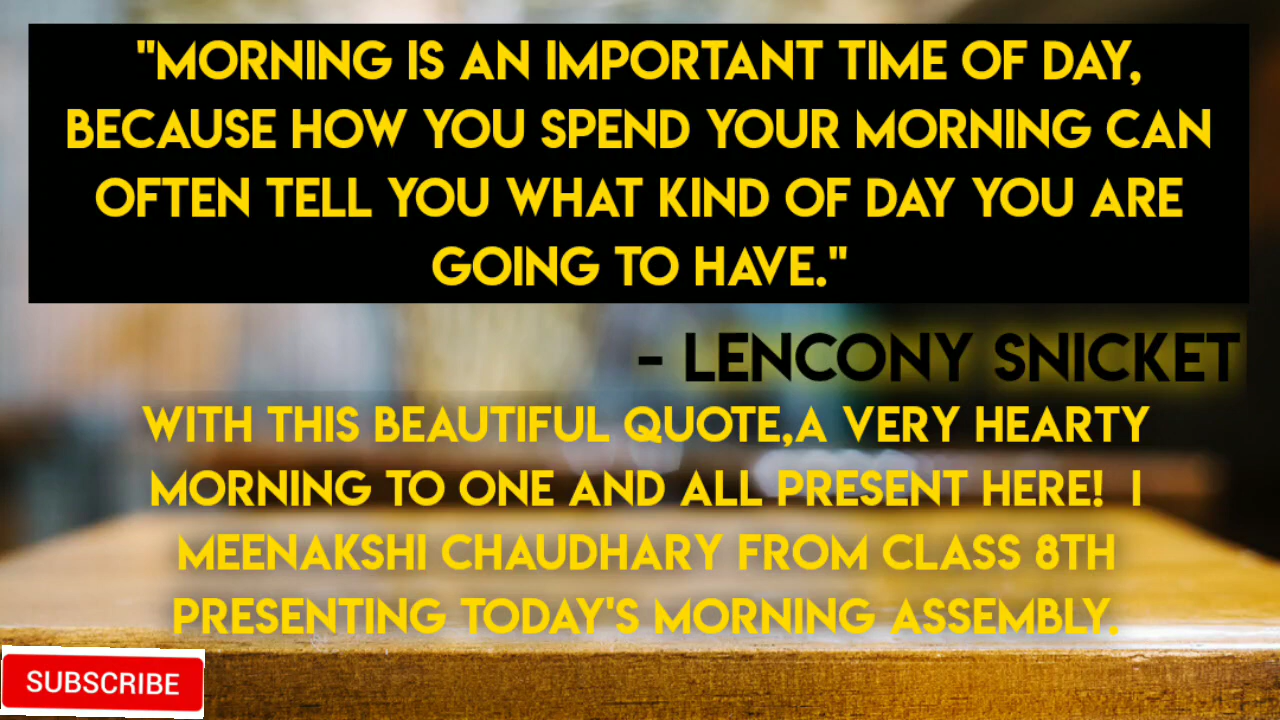 "MORNING IS AN IMPORTANT TIME OF DAY,
BECAUSE HOW YOU SPEND YOUR MORNING CAN
OFTEN TELL YOU WHAT KIND OF DAY YOU ARE
GOING TO HAVE."
- LENCONY SNICKET
WITH THIS BEAUTIFUL QUOTE,A VERY HEARTY
MORNING TO ONE AND ALL PRESENT HERE! I
MEENAKSHI CHAUDHARY FROM CLASS 8TH
PRESENTING TODAY'S MORNING ASSEMBLY.
SUBSCRIBE